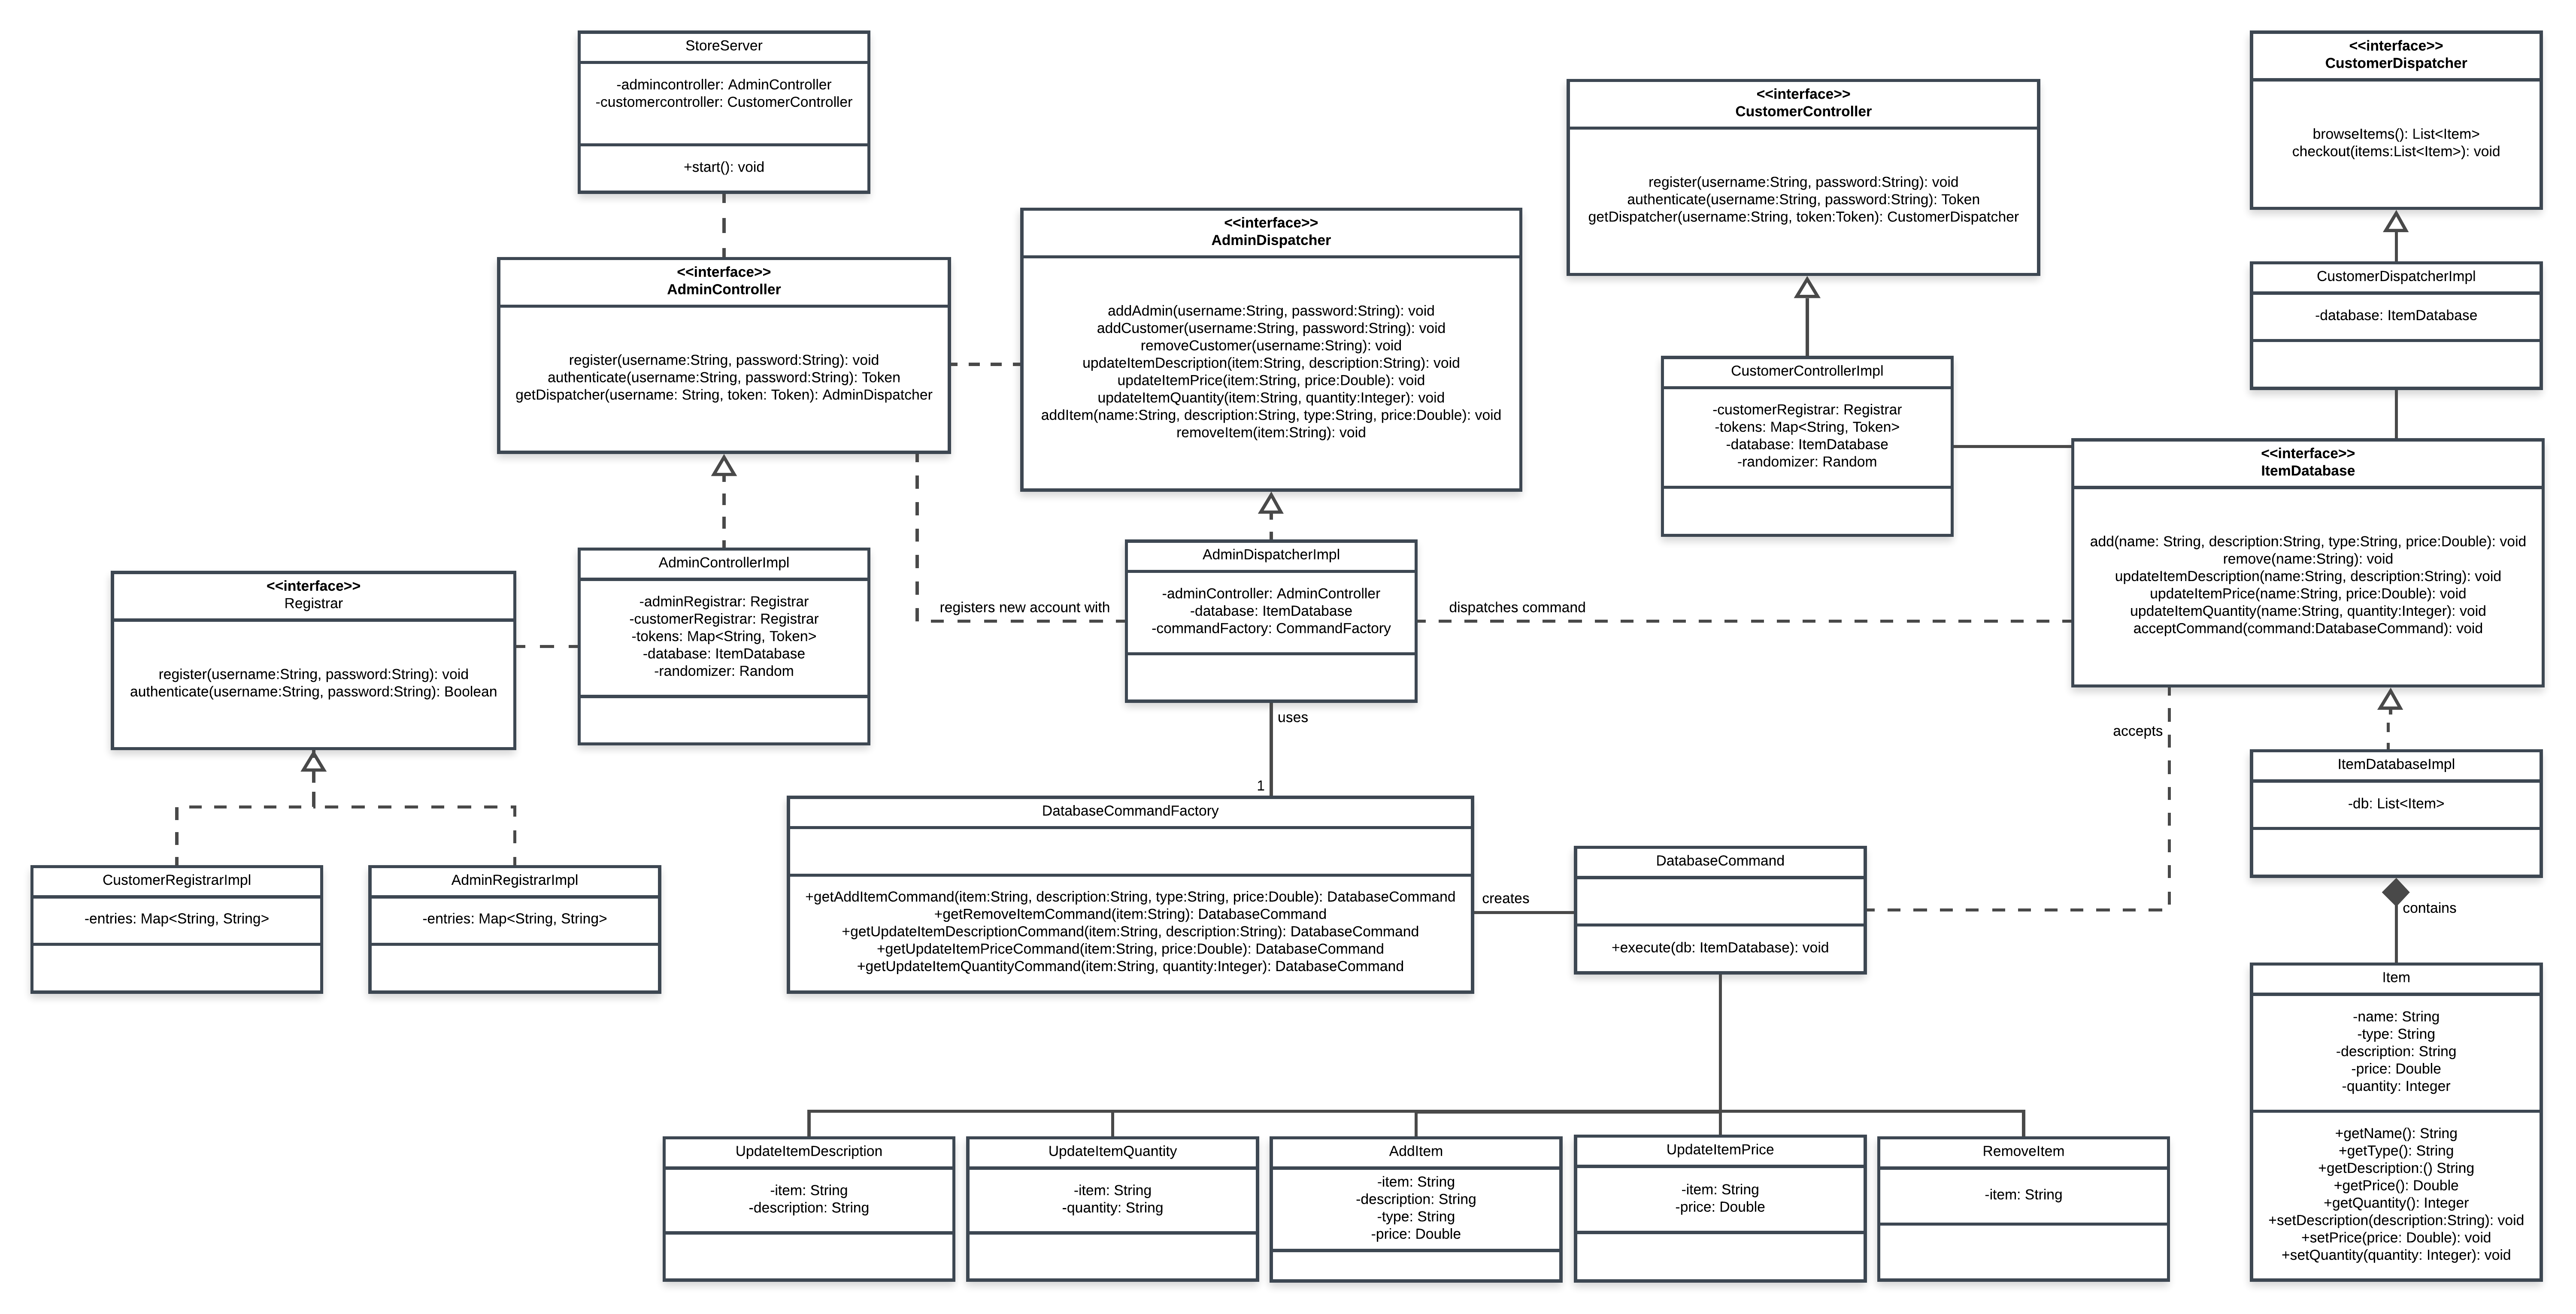 StoreServer
-admincontroller: AdminController
-customercontroller: CustomerController
+start(): void
<<interface>>
CustomerDispatcher
browseItems(): List<Item>
checkout(items:List<Item>): void
<<interface>>
CustomerController
register(username:String, password:String): void
authenticate(username:String, password:String): Token
getDispatcher(username:String, token:Token): CustomerDispatcher
<<interface>>
AdminDispatcher
addAdmin(username:String, password:String): void
addCustomer(username:String, password:String): void
removeCustomer(username:String): void
updateItemDescription(item:String, description:String): void
updateItemPrice(item:String, price:Double): void
updateItemQuantity(item:String, quantity:Integer): void
addItem(name:String, description:String, type:String, price:Double): void
removeItem(item:String): void
<<interface>>
AdminController
register(username:String, password:String): void
authenticate(username:String, password:String): Token
getDispatcher(username: String, token: Token): AdminDispatcher
CustomerDispatcherImpl
-database: ItemDatabase
CustomerControllerImpl
-customerRegistrar: Registrar
-tokens: Map<String, Token>
-database: ItemDatabase
-randomizer: Random
<<interface>>
ItemDatabase
add(name: String, description:String, type:String, price:Double): void
remove(name:String): void
updateItemDescription(name:String, description:String): void
updateItemPrice(name:String, price:Double): void
updateItemQuantity(name:String, quantity:Integer): void
acceptCommand(command:DatabaseCommand): void
<<interface>>
Registrar
register(username:String, password:String): void
authenticate(username:String, password:String): Boolean
AdminControllerImpl
-adminRegistrar: Registrar
-customerRegistrar: Registrar
-tokens: Map<String, Token>
-database: ItemDatabase
-randomizer: Random
registers new account with
AdminDispatcherImpl
-adminController: AdminController
-database: ItemDatabase
-commandFactory: CommandFactory
dispatches command
uses
1
accepts
ItemDatabaseImpl
-db: List<Item>
contains
CustomerRegistrarImpl
-entries: Map<String, String>
AdminRegistrarImpl
-entries: Map<String, String>
DatabaseCommandFactory
+getAddItemCommand(item:String, description:String, type:String, price:Double): DatabaseCommand
+getRemoveItemCommand(item:String): DatabaseCommand
+getUpdateItemDescriptionCommand(item:String, description:String): DatabaseCommand
+getUpdateItemPriceCommand(item:String, price:Double): DatabaseCommand
+getUpdateItemQuantityCommand(item:String, quantity:Integer): DatabaseCommand
creates
DatabaseCommand
+execute(db: ItemDatabase): void
Item
-name: String
-type: String
-description: String
-price: Double
-quantity: Integer
+getName(): String
+getType(): String
+getDescription:() String
+getPrice(): Double
+getQuantity(): Integer
+setDescription(description:String): void
+setPrice(price: Double): void
+setQuantity(quantity: Integer): void
UpdateItemDescription
-item: String
-description: String
UpdateItemQuantity
-item: String
-quantity: String
AddItem
-item: String
-description: String
-type: String
-price: Double
UpdateItemPrice
-item: String
-price: Double
RemoveItem
-item: String